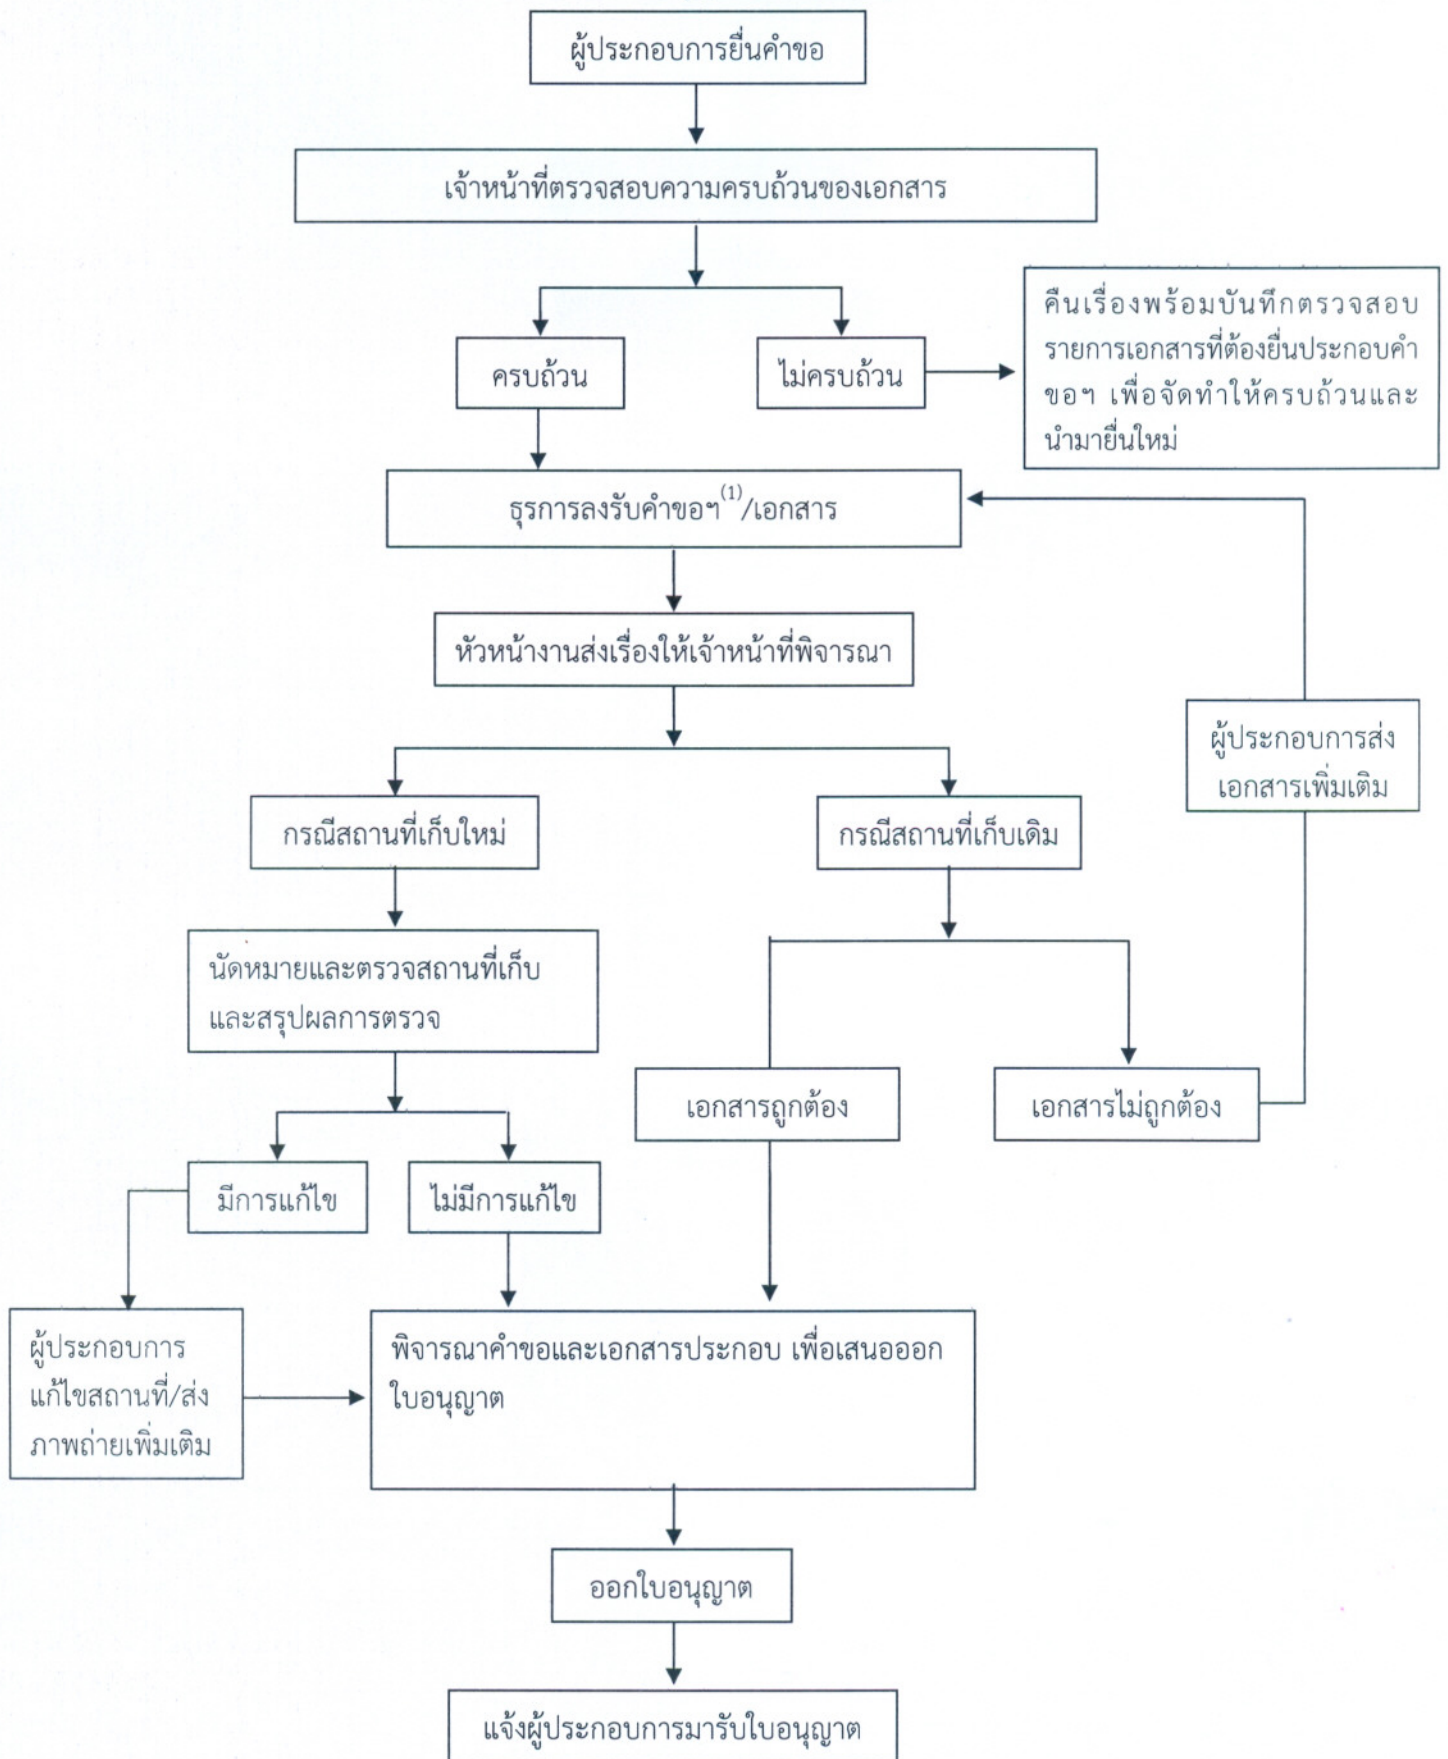 ผู้ประกอบการยื่นคำขอ
เจ้าหน้าที่ตรวจสอบความครบถ้วนของเอกสาร
ครบถ้วน
ไม่ครบถ้วน
คืนเรื่องพร้อมบันทึกตรวจสอบ
รายการเอกสารที่ต้องยื่นประกอบคำ
ขอฯ เพื่อจัดทำให้ครบถ้วนและ
นำมายื่นใหม่
ธุรการลงรับคำขอฯ(1)/เอกสาร
หัวหน้างานส่งเรื่องให้เจ้าหน้าที่พิจารณา
ผู้ประกอบการส่ง
เอกสารเพิ่มเติม
กรณีสถานที่เก็บใหม่
กรณีสถานที่เก็บเดิม
นัดหมายและตรวจสถานที่เก็บ
และสรุปผลการตรวจ
เอกสารถูกต้อง
เอกสารไม่ถูกต้อง
มีการแก้ไข
ไม่มีการแก้ไข
ผู้ประกอบการ
แก้ไขสถานที่/ส่ง
ภาพถ่ายเพิ่มเติม
พิจารณาคำขอและเอกสารประกอบ เพื่อเสนอออก
ใบอนุญาต
ออกใบอนุญาต
แจ้งผู้ประกอบการมารับใบอนุญาต